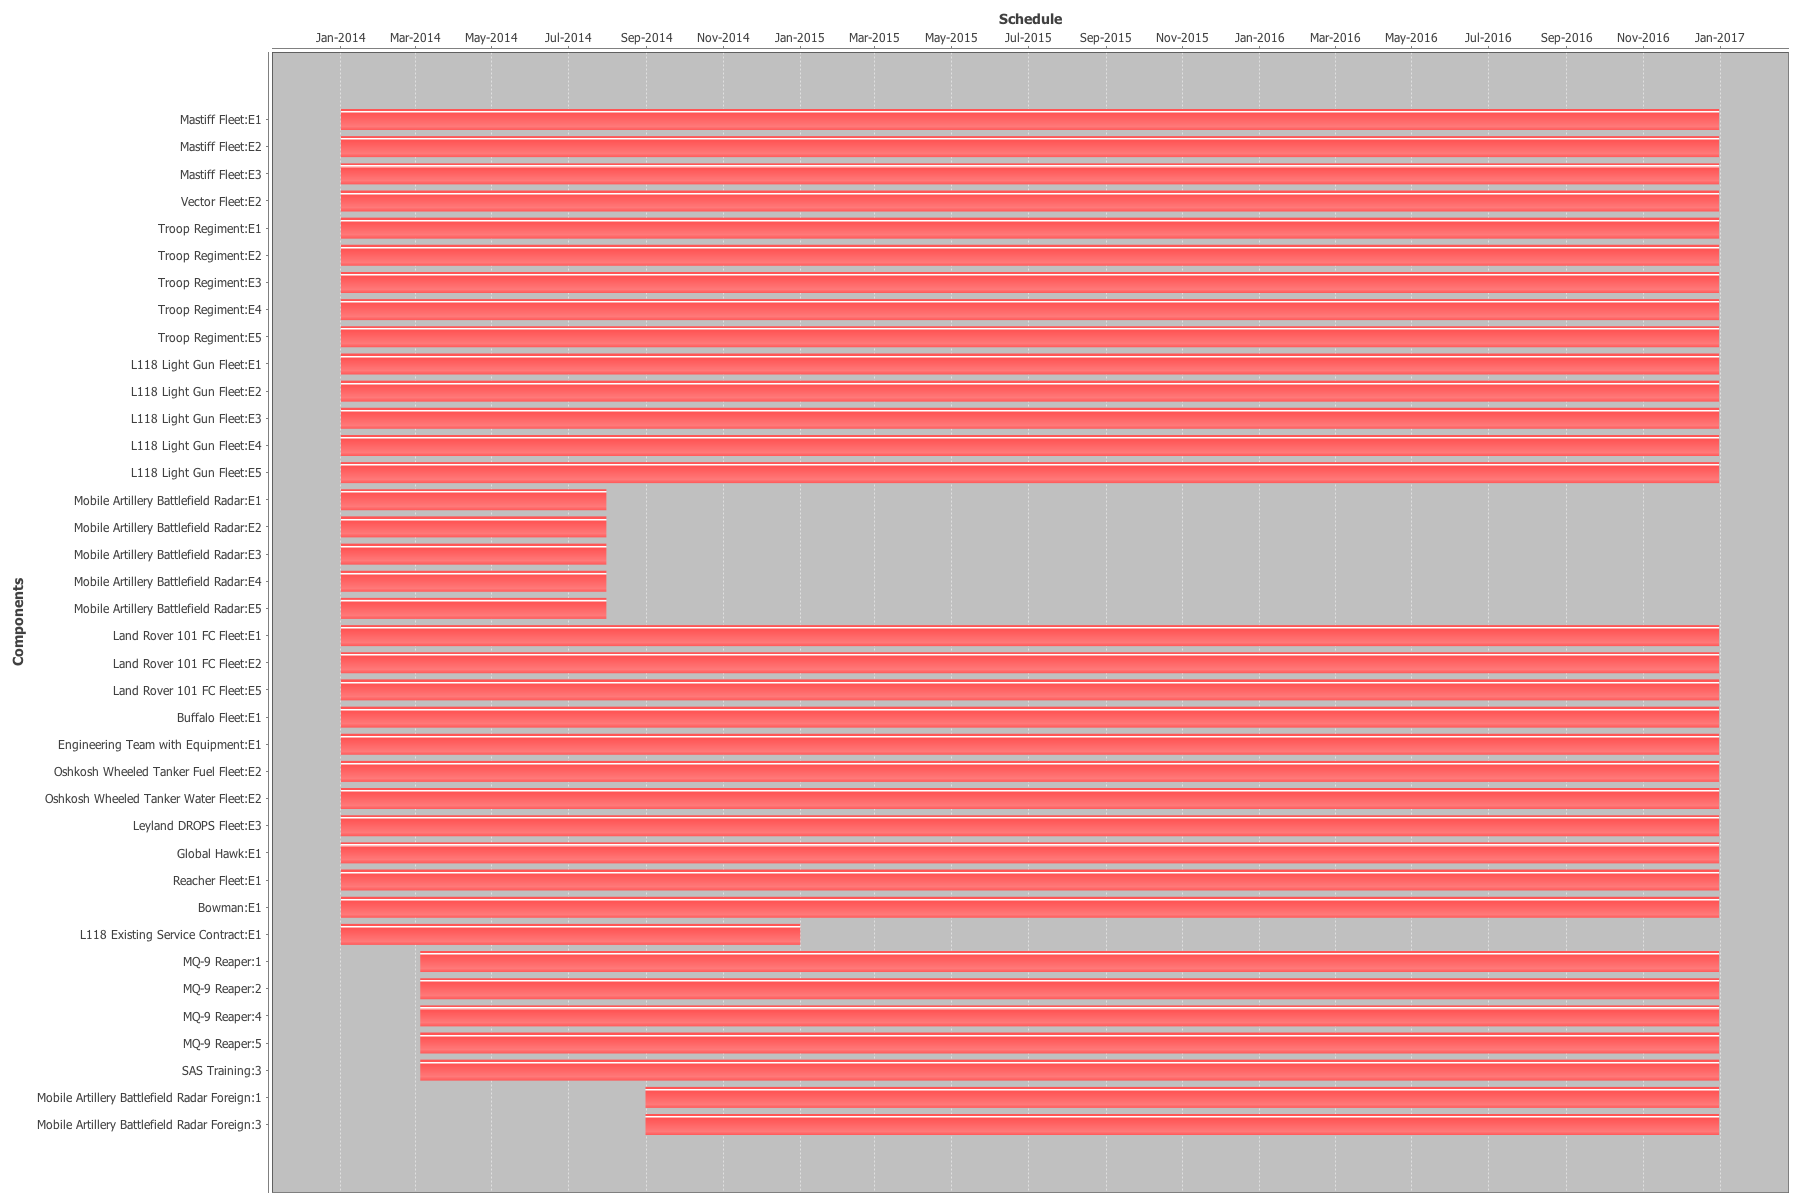 Schedule
Jan-2014 Mar-2014 May-2014 Jul-2014 Sep-2014 Nov-2014 Jan-2015 Mar-2015 May-2015 Jul-2015 Sep-2015 Nov-2015 Jan-2016 Mar-2016 May-2016 Jul-2016 Sep-2016 Nov-2016 Jan-2017
Components
Mastiff Fleet:E1
Mastiff Fleet:E2
Mastiff Fleet:E3
Vector Fleet:E2
Troop Regiment:E1
Troop Regiment:E2
Troop Regiment:E3
Troop Regiment:E4
Troop Regiment:E5
L118 Light Gun Fleet:E1
L118 Light Gun Fleet:E2
L118 Light Gun Fleet:E3
L118 Light Gun Fleet:E4
L118 Light Gun Fleet:E5
Mobile Artillery Battlefield Radar:E1
Mobile Artillery Battlefield Radar:E2
Mobile Artillery Battlefield Radar:E3
Mobile Artillery Battlefield Radar:E4
Mobile Artillery Battlefield Radar:E5
Land Rover 101 FC Fleet:E1
Land Rover 101 FC Fleet:E2
Land Rover 101 FC Fleet:E5
Buffalo Fleet:E1
Engineering Team with Equipment:E1
Oshkosh Wheeled Tanker Fuel Fleet:E2
Oshkosh Wheeled Tanker Water Fleet:E2
Leyland DROPS Fleet:E3
Global Hawk:E1
Reacher Fleet:E1
Bowman:E1
L118 Existing Service Contract:E1
MQ-9 Reaper:1
MQ-9 Reaper:2
MQ-9 Reaper:4
MQ-9 Reaper:5
SAS Training:3
Mobile Artillery Battlefield Radar Foreign:1
Mobile Artillery Battlefield Radar Foreign:3